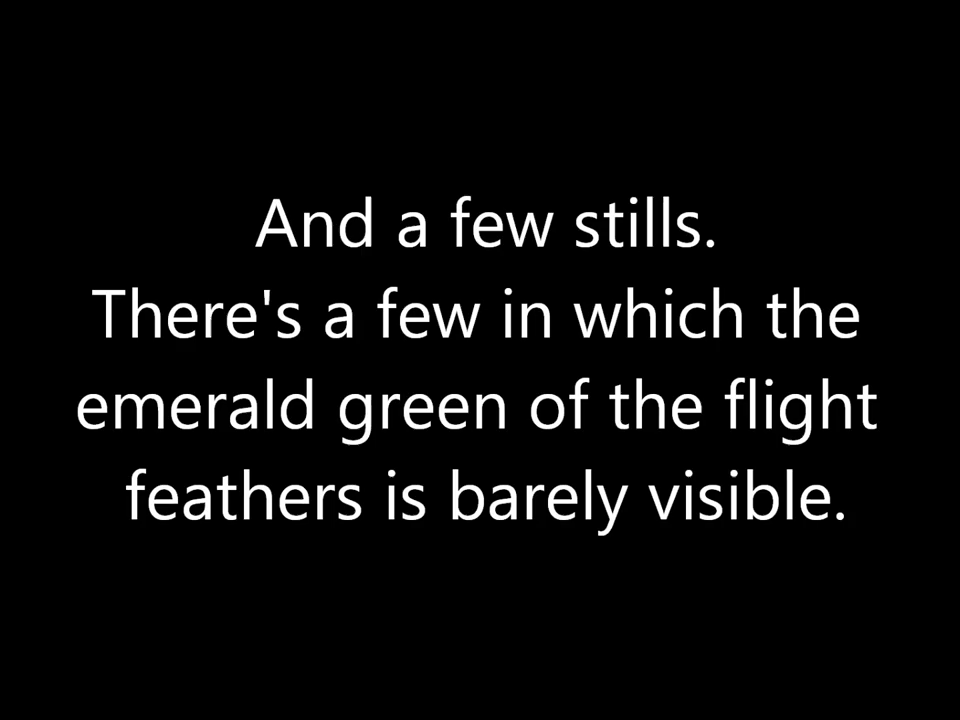 And a few stills.
There's a few in which the
emerald green of the flight
feathers is barely visible.